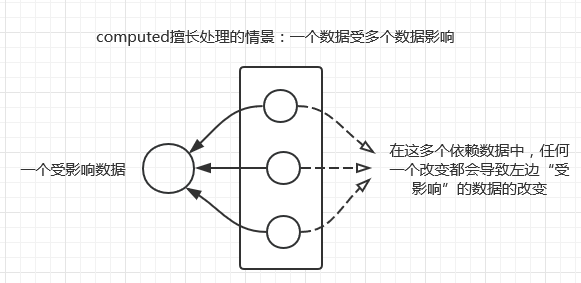 computed擅长处理的情景：一个数据受多个数据影响
一个受影响数据
在这多个依赖数据中，任何
一个改变都会导致左边“受
影响”的数据的改变